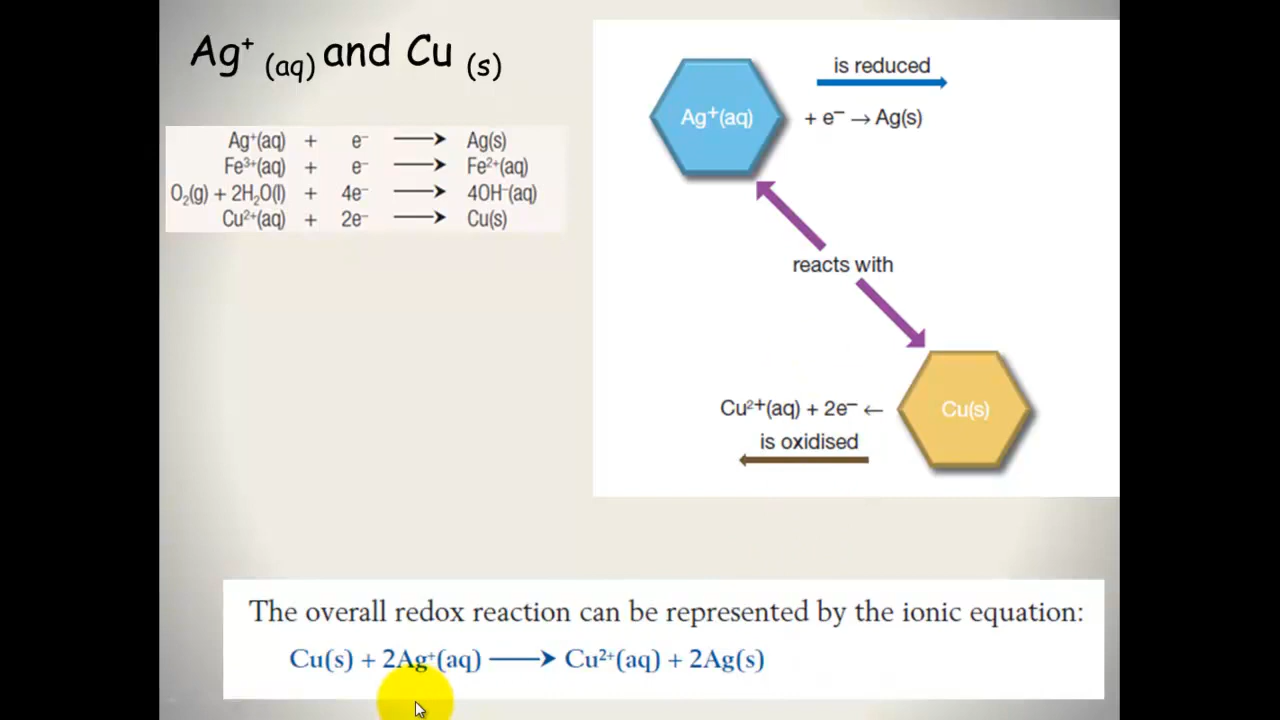 Ag⁺ (aq) and Cu (s)
Ag⁺(aq) + e⁻ ⟶ Ag(s)
Fe³⁺(aq) + e⁻ ⟶ Fe²⁺(aq)
O₂(g) + 2H₂O(l) + 4e⁻ ⟶ 4OH⁻(aq)
Cu²⁺(aq) + 2e⁻ ⟶ Cu(s)
is reduced
Ag⁺(aq) + e⁻ → Ag(s)
reacts with
Cu²⁺(aq) + 2e⁻ ← Cu(s)
is oxidised
The overall redox reaction can be represented by the ionic equation:
Cu(s) + 2Ag⁺(aq) ⟶ Cu²⁺(aq) + 2Ag(s)